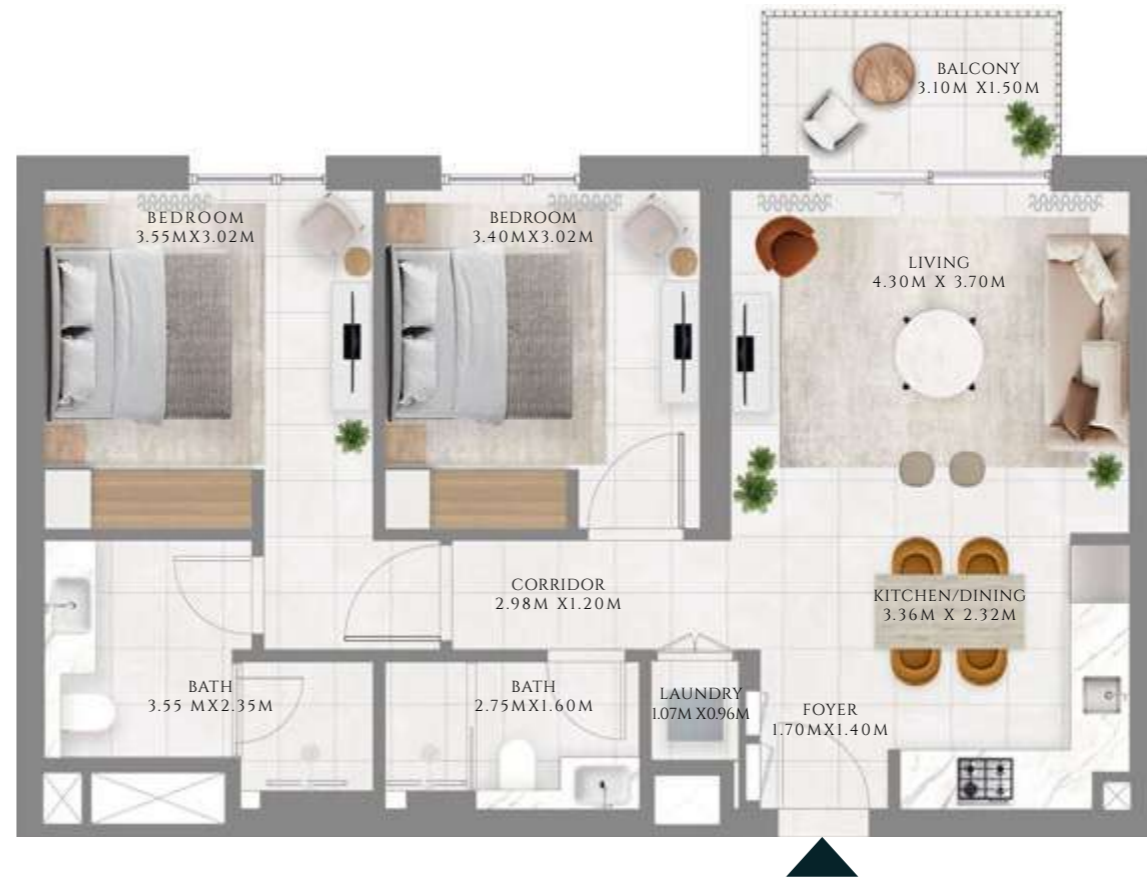 BALCONY
3.10M X1.50M
BEDROOM
3.55MX3.02M
BEDROOM
3.40MX3.02M
LIVING
4.30M X 3.70M
CORRIDOR
2.98M X1.20M
KITCHEN/DINING
3.36M X 2.32M
BATH
3.55 MX2.35M
BATH
2.75M X1.60M
LAUNDRY
1.07M X0.96M
FOYER
1.70MX1.40M